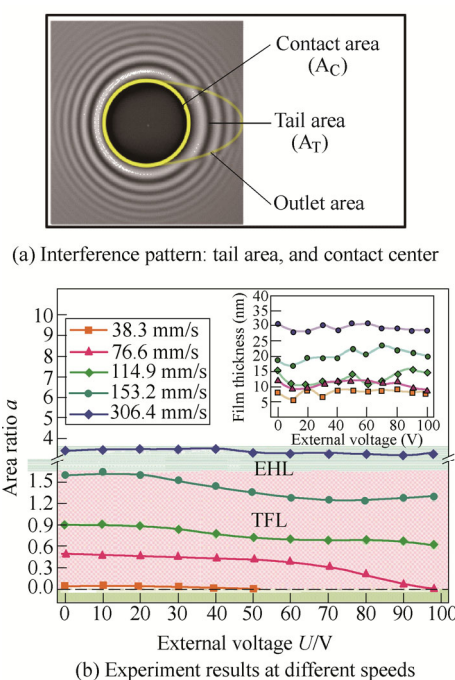 Contact area
(A_C)
Tail area
(A_T)
Outlet area
(a) Interference pattern: tail area, and contact center
Area ratio a
10
9
8
7
6
5
4
1.5
0.9
0.6
0.3
0.0
38.3 mm/s
76.6 mm/s
114.9 mm/s
153.2 mm/s
306.4 mm/s
Film thickness (nm)
40
35
30
25
20
15
10
5
0 20 40 60 80 100
External voltage (V)
EHL
TFL
0 10 20 30 40 50 60 70 80 90 100
External voltage U/V
(b) Experiment results at different speeds